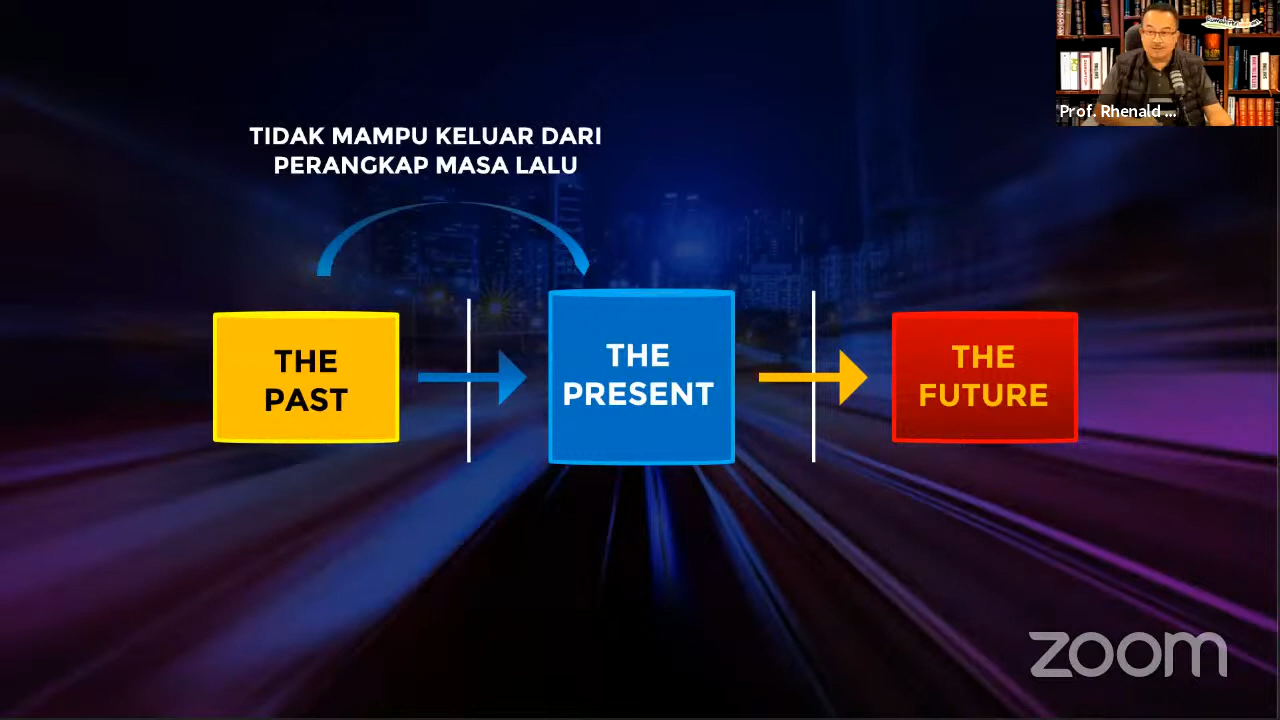 Prof. Rhenald ...
TIDAK MAMPU KELUAR DARI
PERANGKAP MASA LALU
THE
PAST
THE
PRESENT
THE
FUTURE
zoom